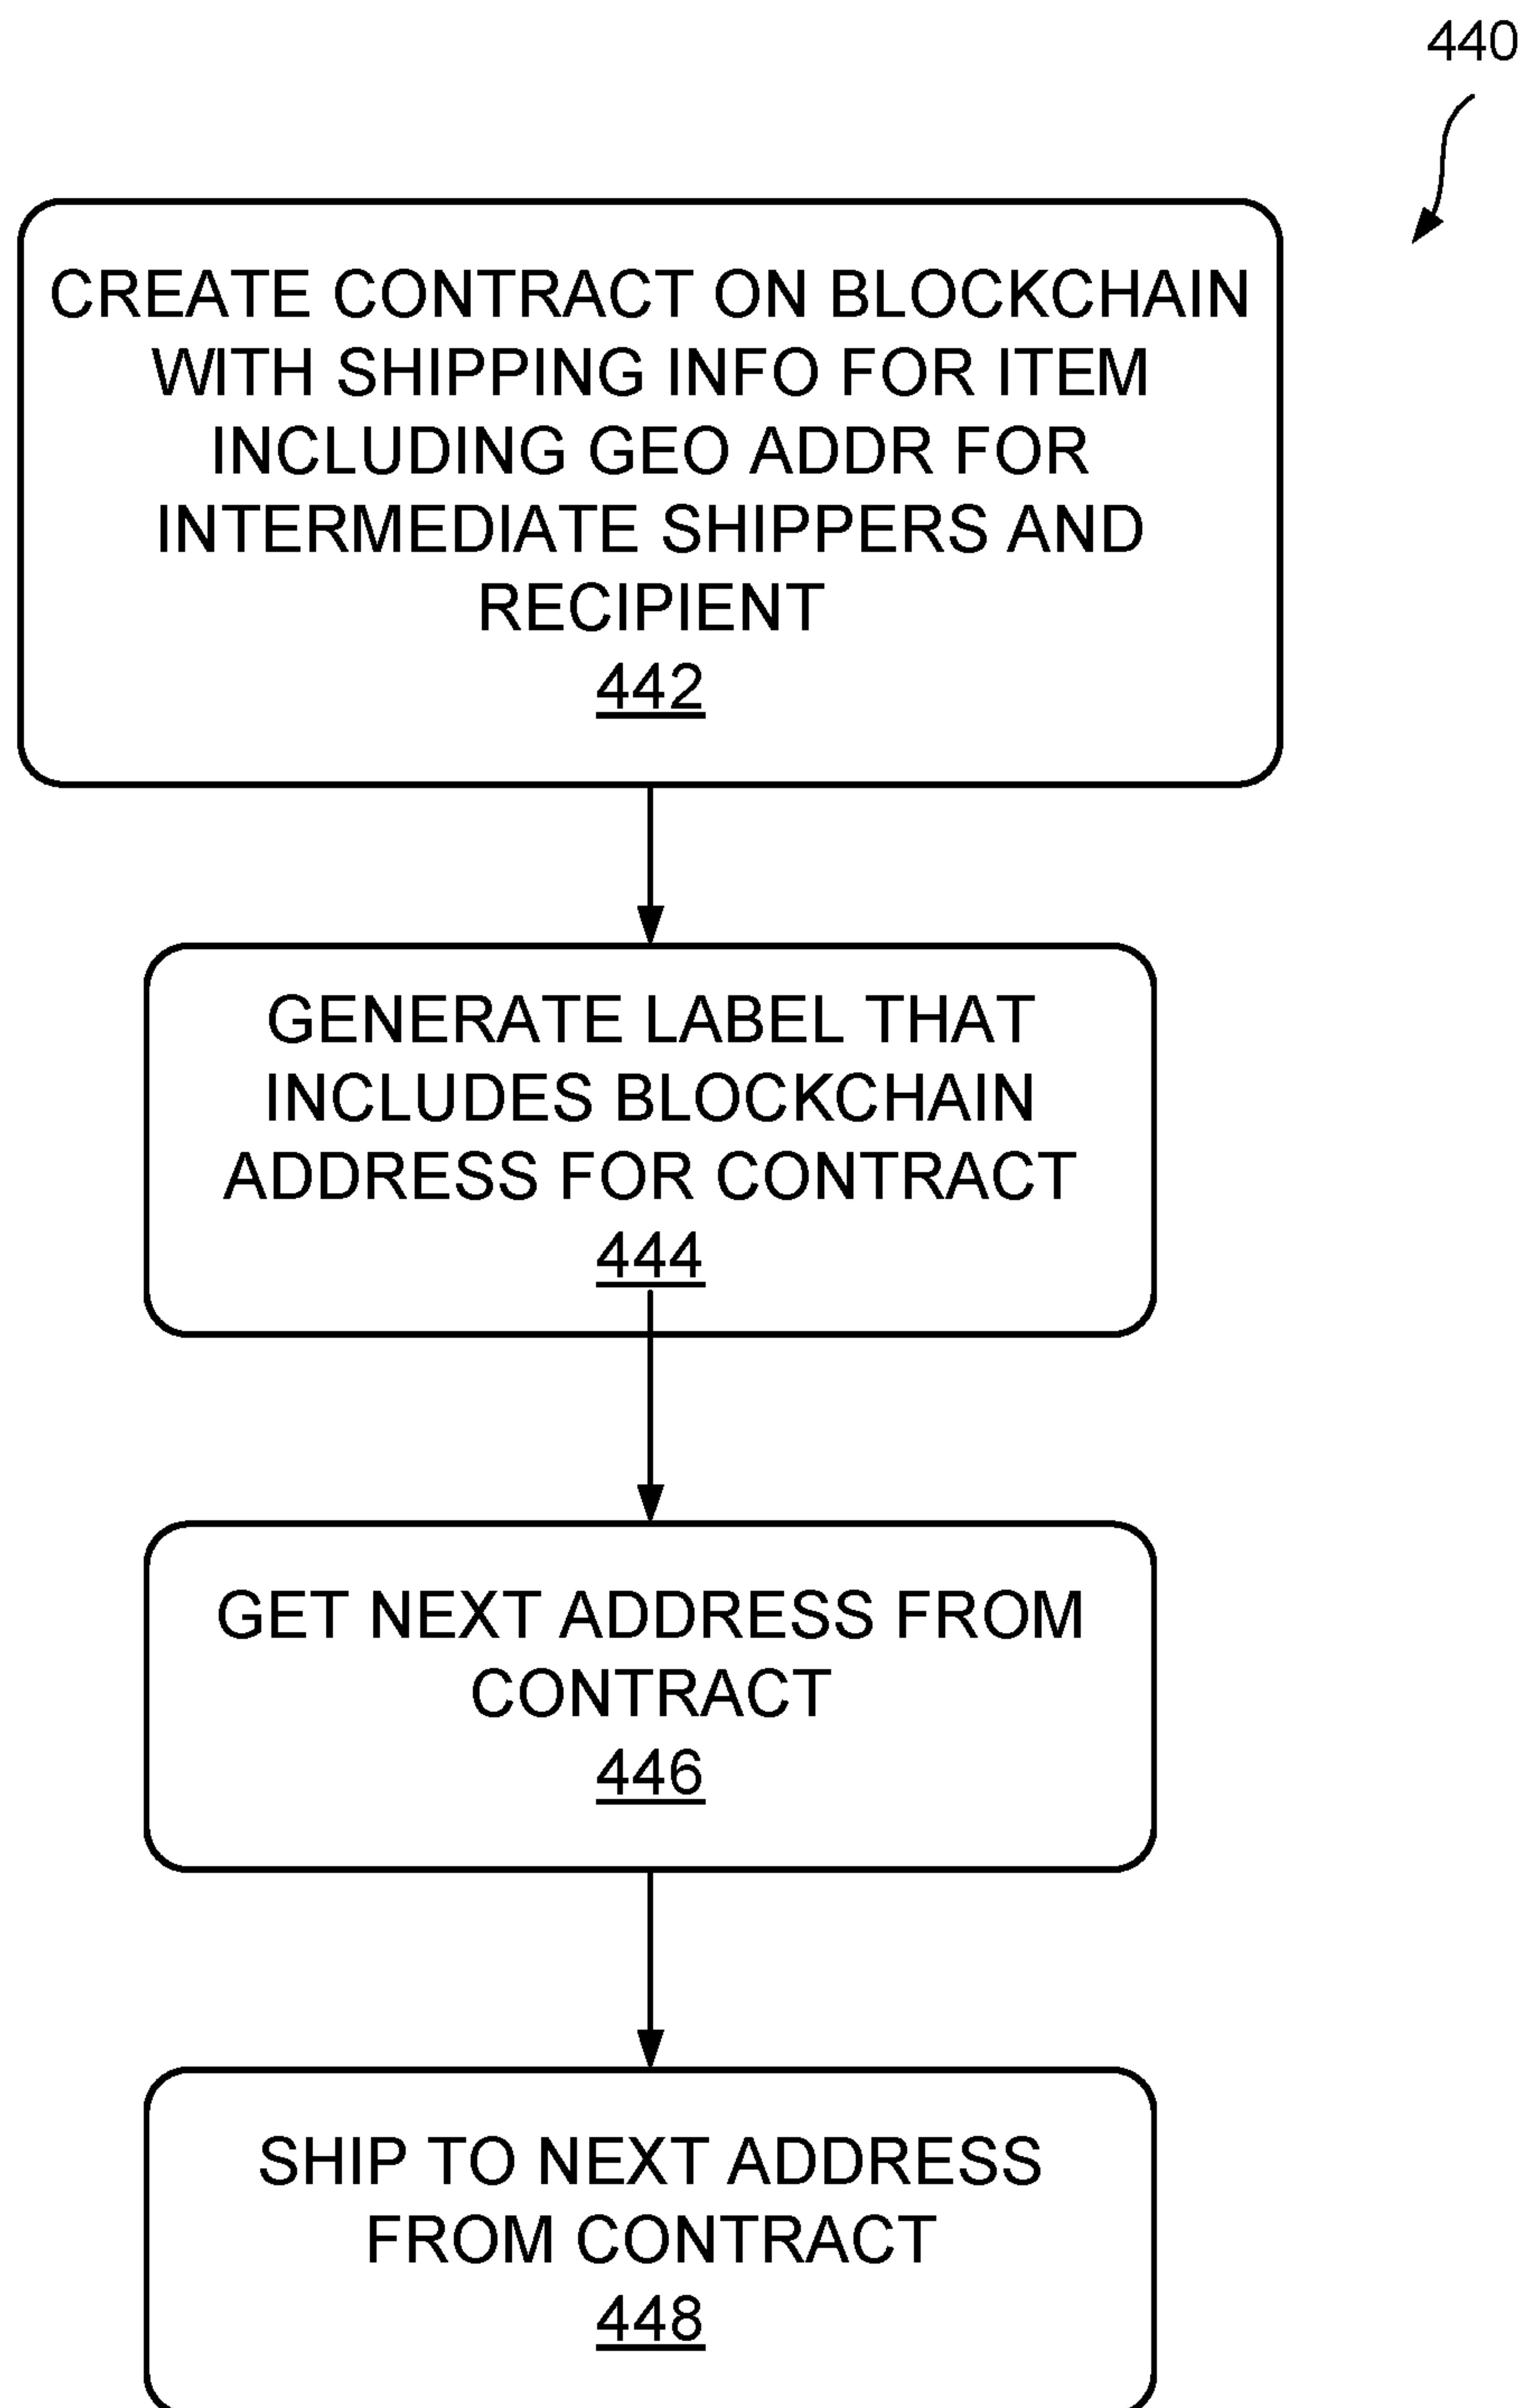 440
CREATE CONTRACT ON BLOCKCHAIN
WITH SHIPPING INFO FOR ITEM
INCLUDING GEO ADDR FOR
INTERMEDIATE SHIPPERS AND
RECIPIENT
442
GENERATE LABEL THAT
INCLUDES BLOCKCHAIN
ADDRESS FOR CONTRACT
444
GET NEXT ADDRESS FROM
CONTRACT
446
SHIP TO NEXT ADDRESS
FROM CONTRACT
448